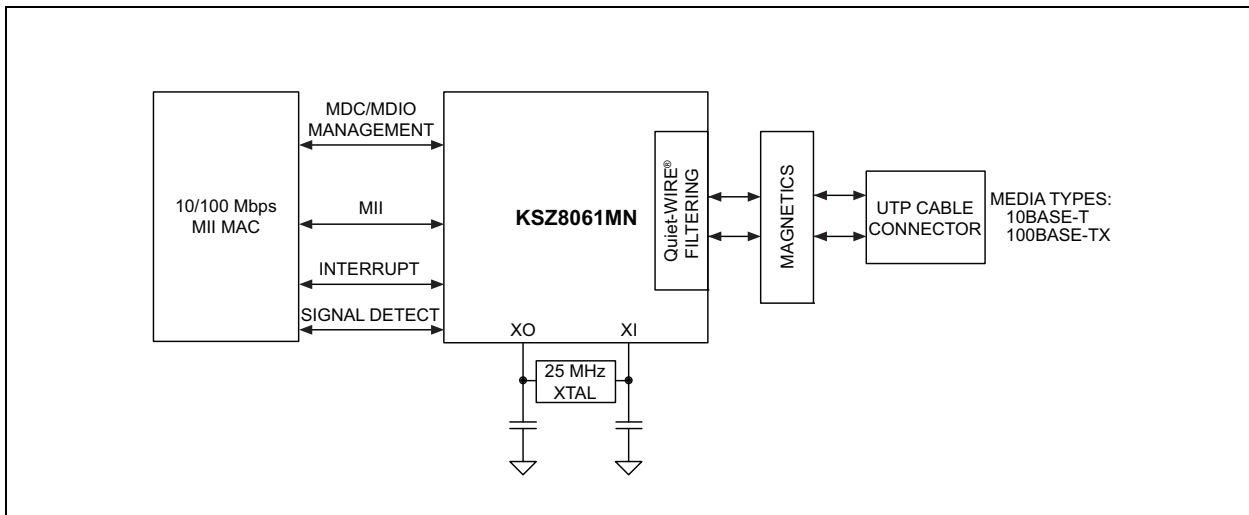 MDC/MDIO
MANAGEMENT
10/100 Mbps
MII MAC
MII
INTERRUPT
SIGNAL DETECT
KSZ8061MN
Quiet-WIRE®
FILTERING
XO
XI
25 MHz
XTAL
MAGNETICS
UTP CABLE
CONNECTOR
MEDIA TYPES:
10BASE-T
100BASE-TX